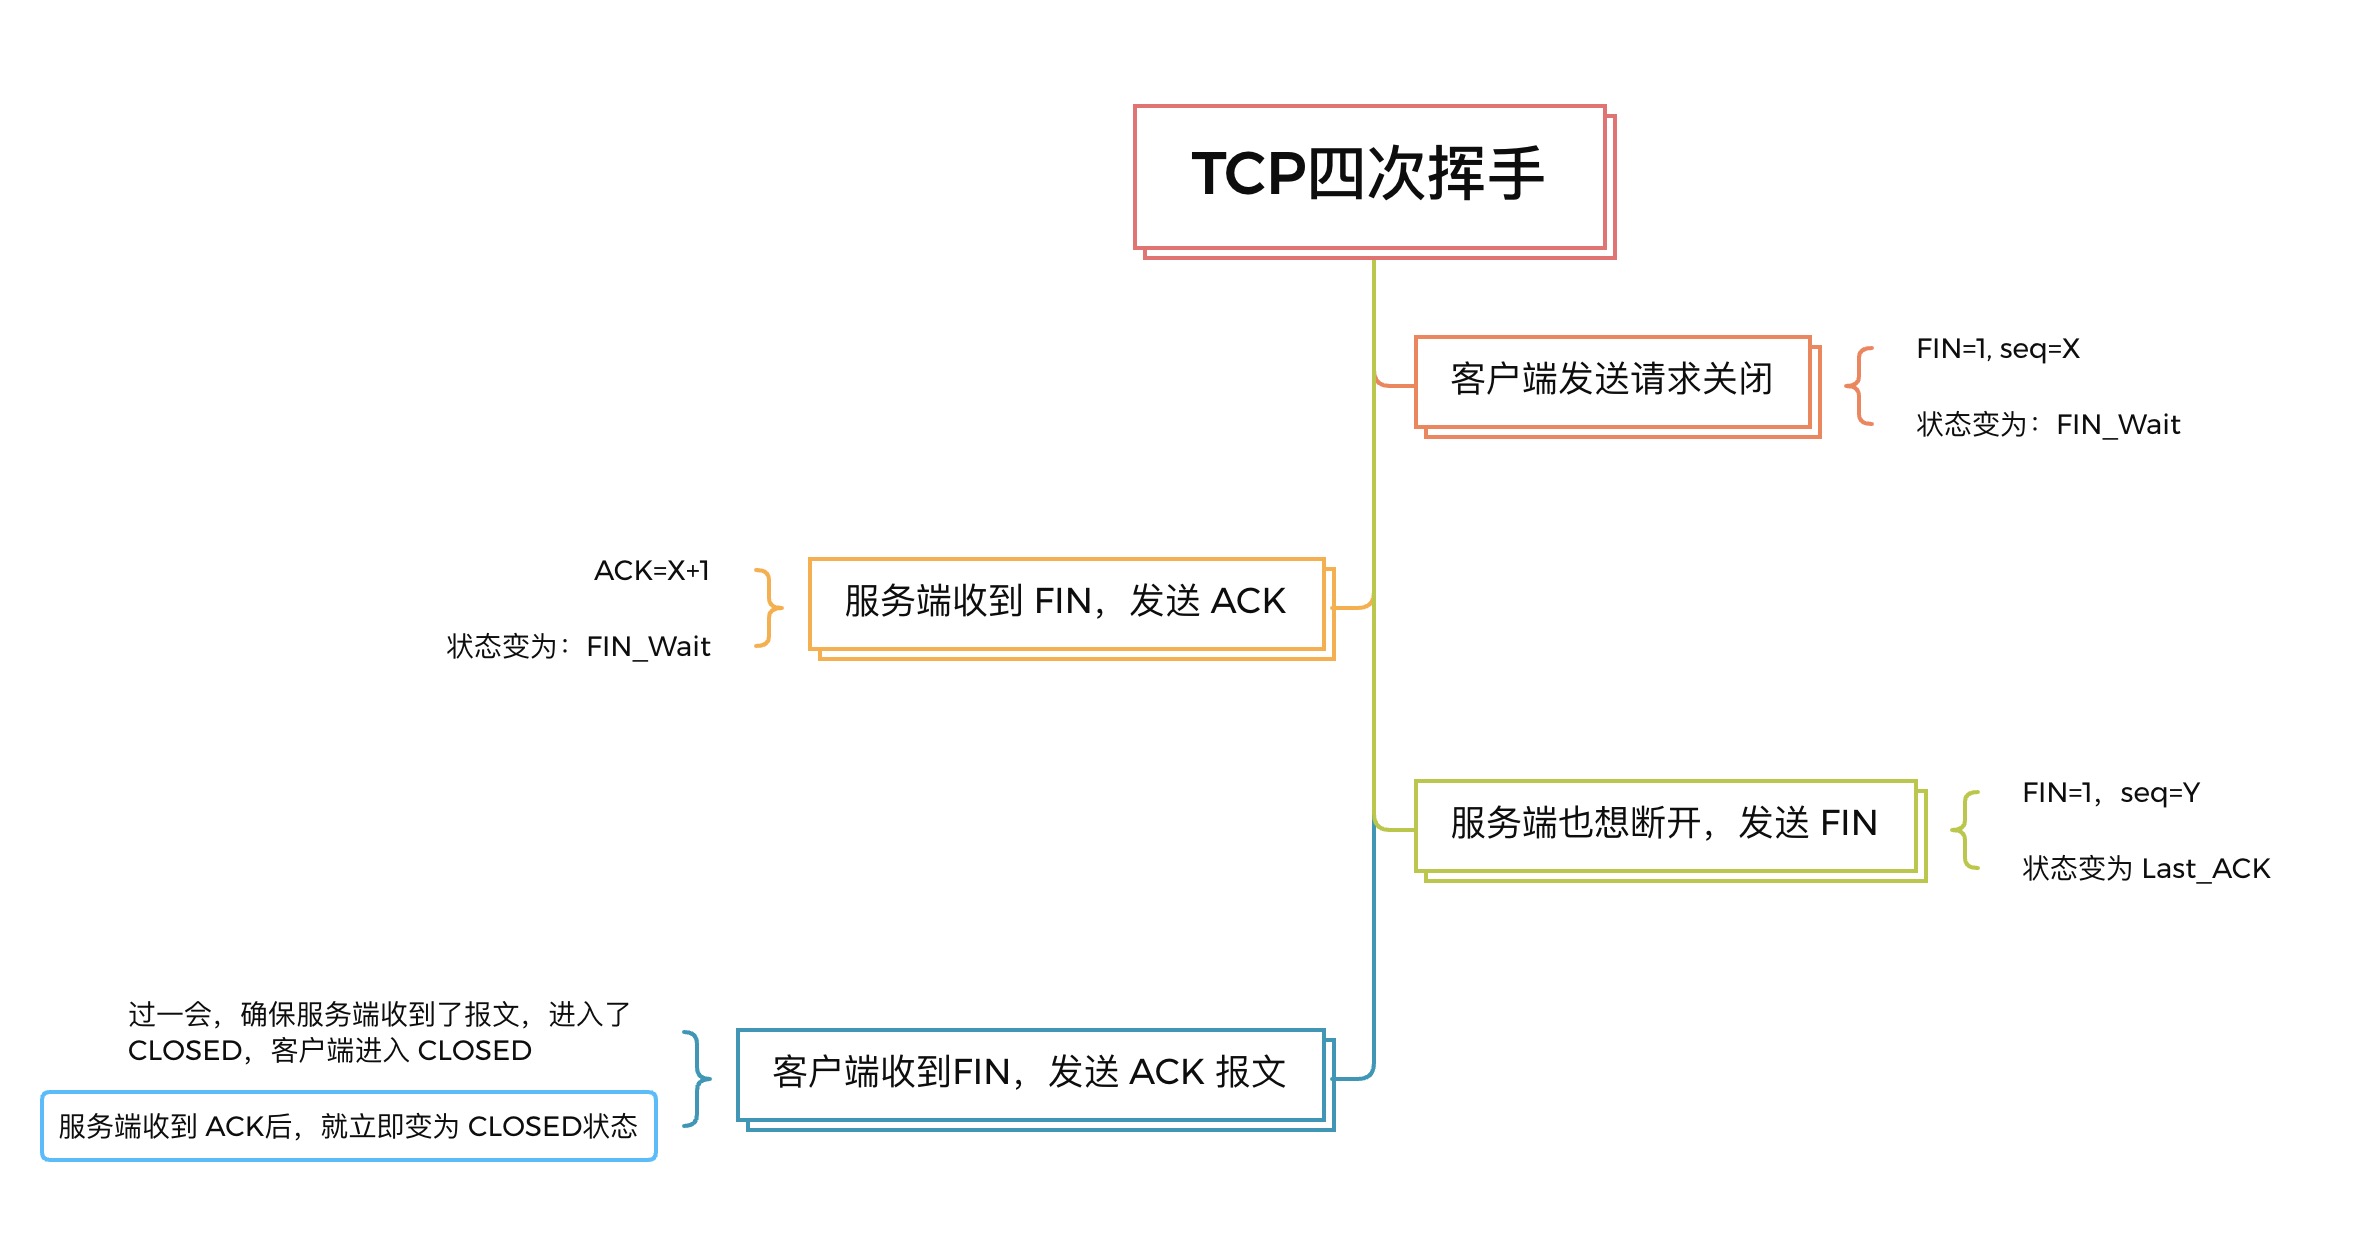 TCP四次挥手
客户端发送请求关闭
FIN=1, seq=X
状态变为：FIN_Wait
服务端收到 FIN，发送 ACK
ACK=X+1
状态变为：FIN_Wait
服务端也想断开，发送 FIN
FIN=1，seq=Y
状态变为 Last_ACK
客户端收到FIN，发送 ACK 报文
过一会，确保服务端收到了报文，进入了
CLOSED，客户端进入 CLOSED
服务端收到 ACK后，就立即变为 CLOSED状态